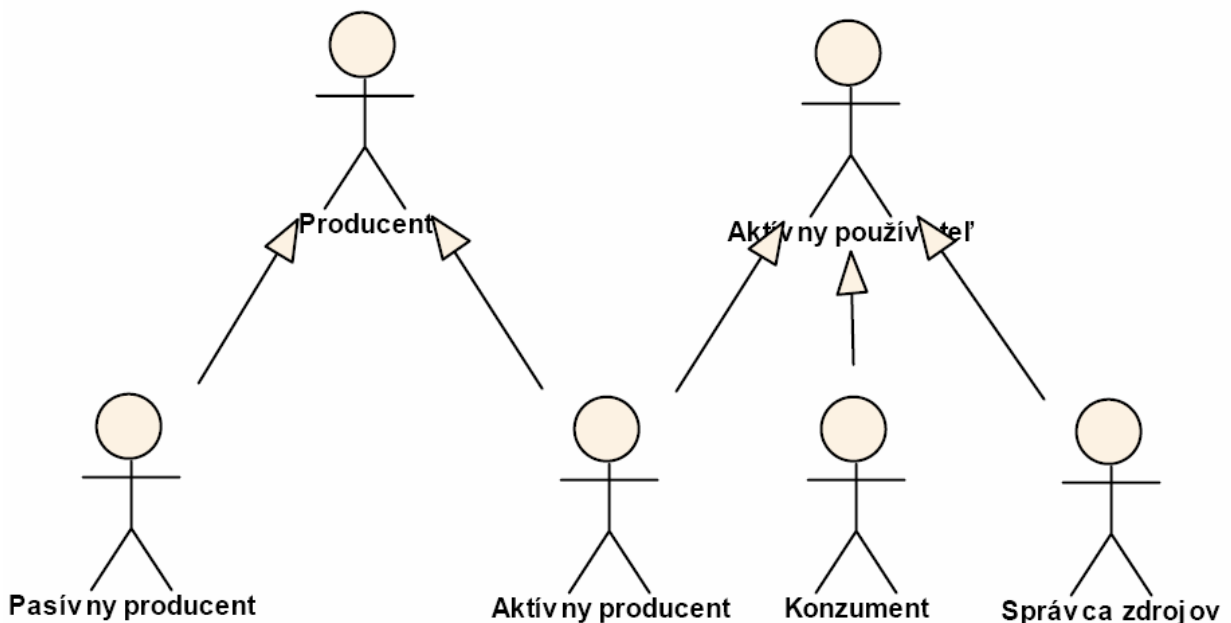 Producent
Aktívny používateľ
Pasívny producent
Aktívny producent
Konzument
Správca zdrojov